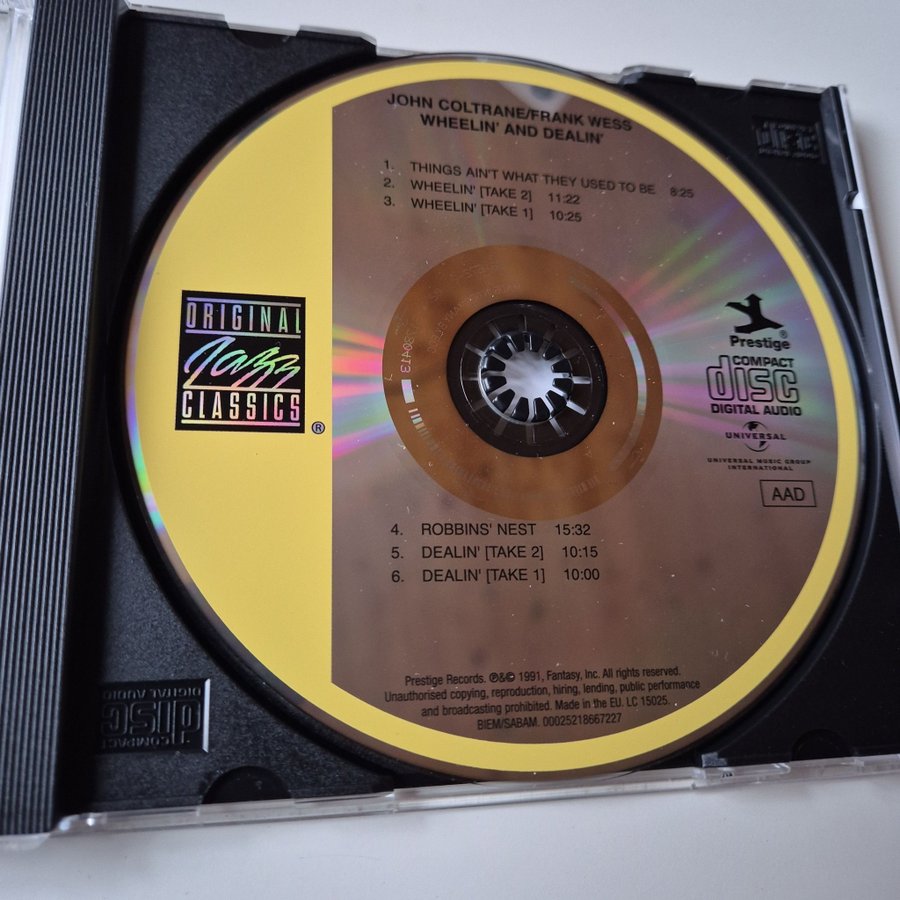 JOHN COLTRANE/FRANK WESS
WHEELIN' AND DEALIN'
1. THINGS AIN'T WHAT THEY USED TO BE 8:25
2. WHEELIN' [TAKE 2] 11:22
3. WHEELIN' [TAKE 1] 10:25
ORIGINAL
Jazz
CLASSICS®
Prestige®
COMPACT
disc
DIGITAL AUDIO
UNIVERSAL
UNIVERSAL MUSIC GROUP
INTERNATIONAL
AAD
4. ROBBINS' NEST 15:32
5. DEALIN' [TAKE 2] 10:15
6. DEALIN' [TAKE 1] 10:00
Prestige Records. ℗&© 1991, Fantasy, Inc. All rights reserved.
Unauthorised copying, reproduction, hiring, lending, public performance
and broadcasting prohibited. Made in the EU. LC 15025.
BIEM/SABAM. 00025218667227
COMPACT
disc
DIGITAL AUDIO